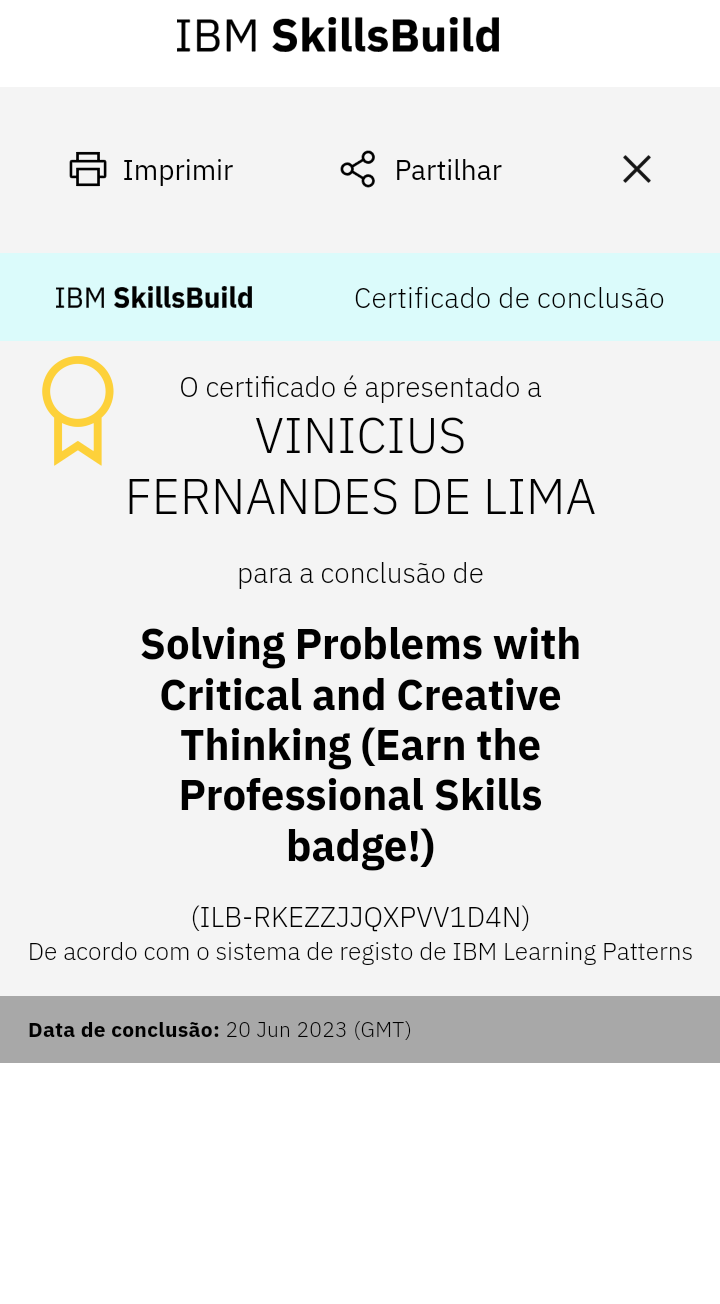 IBM SkillsBuild
Imprimir
Partilhar
IBM SkillsBuild
Certificado de conclusão
O certificado é apresentado a
VINICIUS
FERNANDES DE LIMA
para a conclusão de
Solving Problems with
Critical and Creative
Thinking (Earn the
Professional Skills
badge!)
(ILB-RKEZZJJQXPVV1D4N)
De acordo com o sistema de registo de IBM Learning Patterns
Data de conclusão: 20 Jun 2023 (GMT)